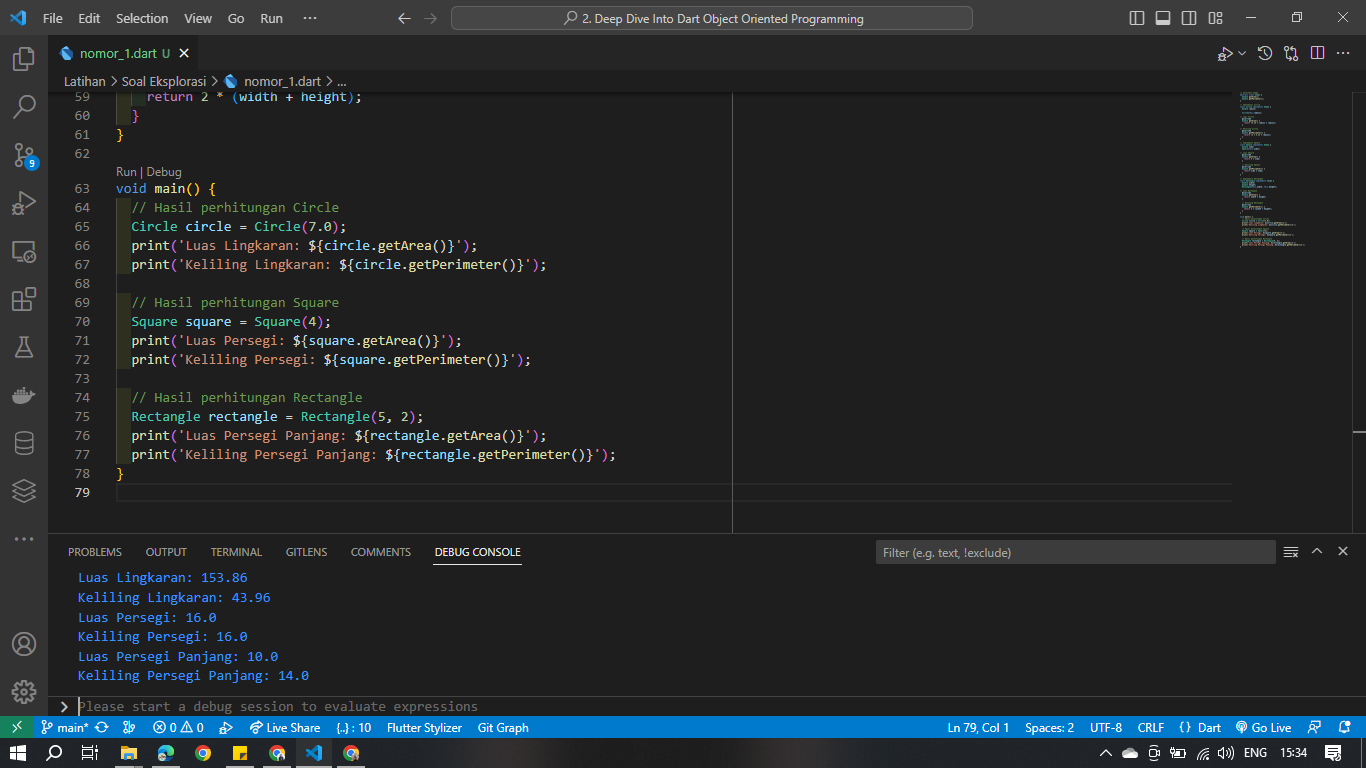 File Edit Selection View Go Run ··· 2. Deep Dive Into Dart Object Oriented Programming
nomor_1.dart U
Latihan > Soal Eksplorasi > nomor_1.dart > ...
59 return 2 * (width + height);
60 }
61 }
62
Run | Debug
63 void main() {
64 // Hasil perhitungan Circle
65 Circle circle = Circle(7.0);
66 print('Luas Lingkaran: ${circle.getArea()}');
67 print('Keliling Lingkaran: ${circle.getPerimeter()}');
68
69 // Hasil perhitungan Square
70 Square square = Square(4);
71 print('Luas Persegi: ${square.getArea()}');
72 print('Keliling Persegi: ${square.getPerimeter()}');
73
74 // Hasil perhitungan Rectangle
75 Rectangle rectangle = Rectangle(5, 2);
76 print('Luas Persegi Panjang: ${rectangle.getArea()}');
77 print('Keliling Persegi Panjang: ${rectangle.getPerimeter()}');
78 }
79
PROBLEMS OUTPUT TERMINAL GITLENS COMMENTS DEBUG CONSOLE Filter (e.g. text, !exclude)
Luas Lingkaran: 153.86
Keliling Lingkaran: 43.96
Luas Persegi: 16.0
Keliling Persegi: 16.0
Luas Persegi Panjang: 10.0
Keliling Persegi Panjang: 14.0
Please start a debug session to evaluate expressions
9
main* 0 0 Live Share {..} : 10 Flutter Stylizer Git Graph Ln 79, Col 1 Spaces: 2 UTF-8 CRLF {} Dart Go Live
ENG 15:34